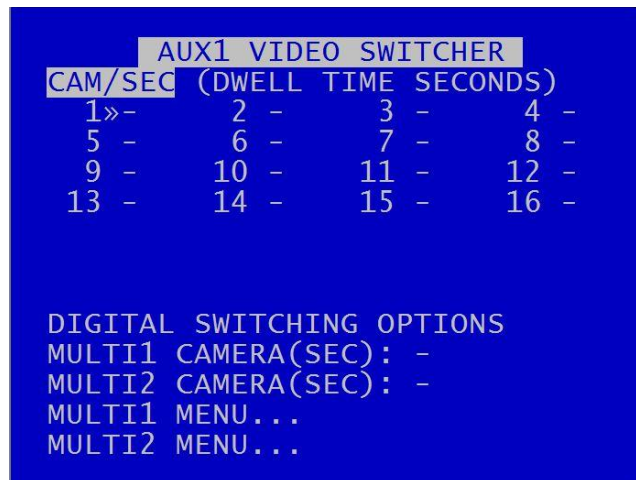 AUX1 VIDEO SWITCHER
CAM/SEC (DWELL TIME SECONDS)
1»- 2 - 3 - 4 -
5 - 6 - 7 - 8 -
9 - 10 - 11 - 12 -
13 - 14 - 15 - 16 -
DIGITAL SWITCHING OPTIONS
MULTI1 CAMERA(SEC): -
MULTI2 CAMERA(SEC): -
MULTI1 MENU...
MULTI2 MENU...